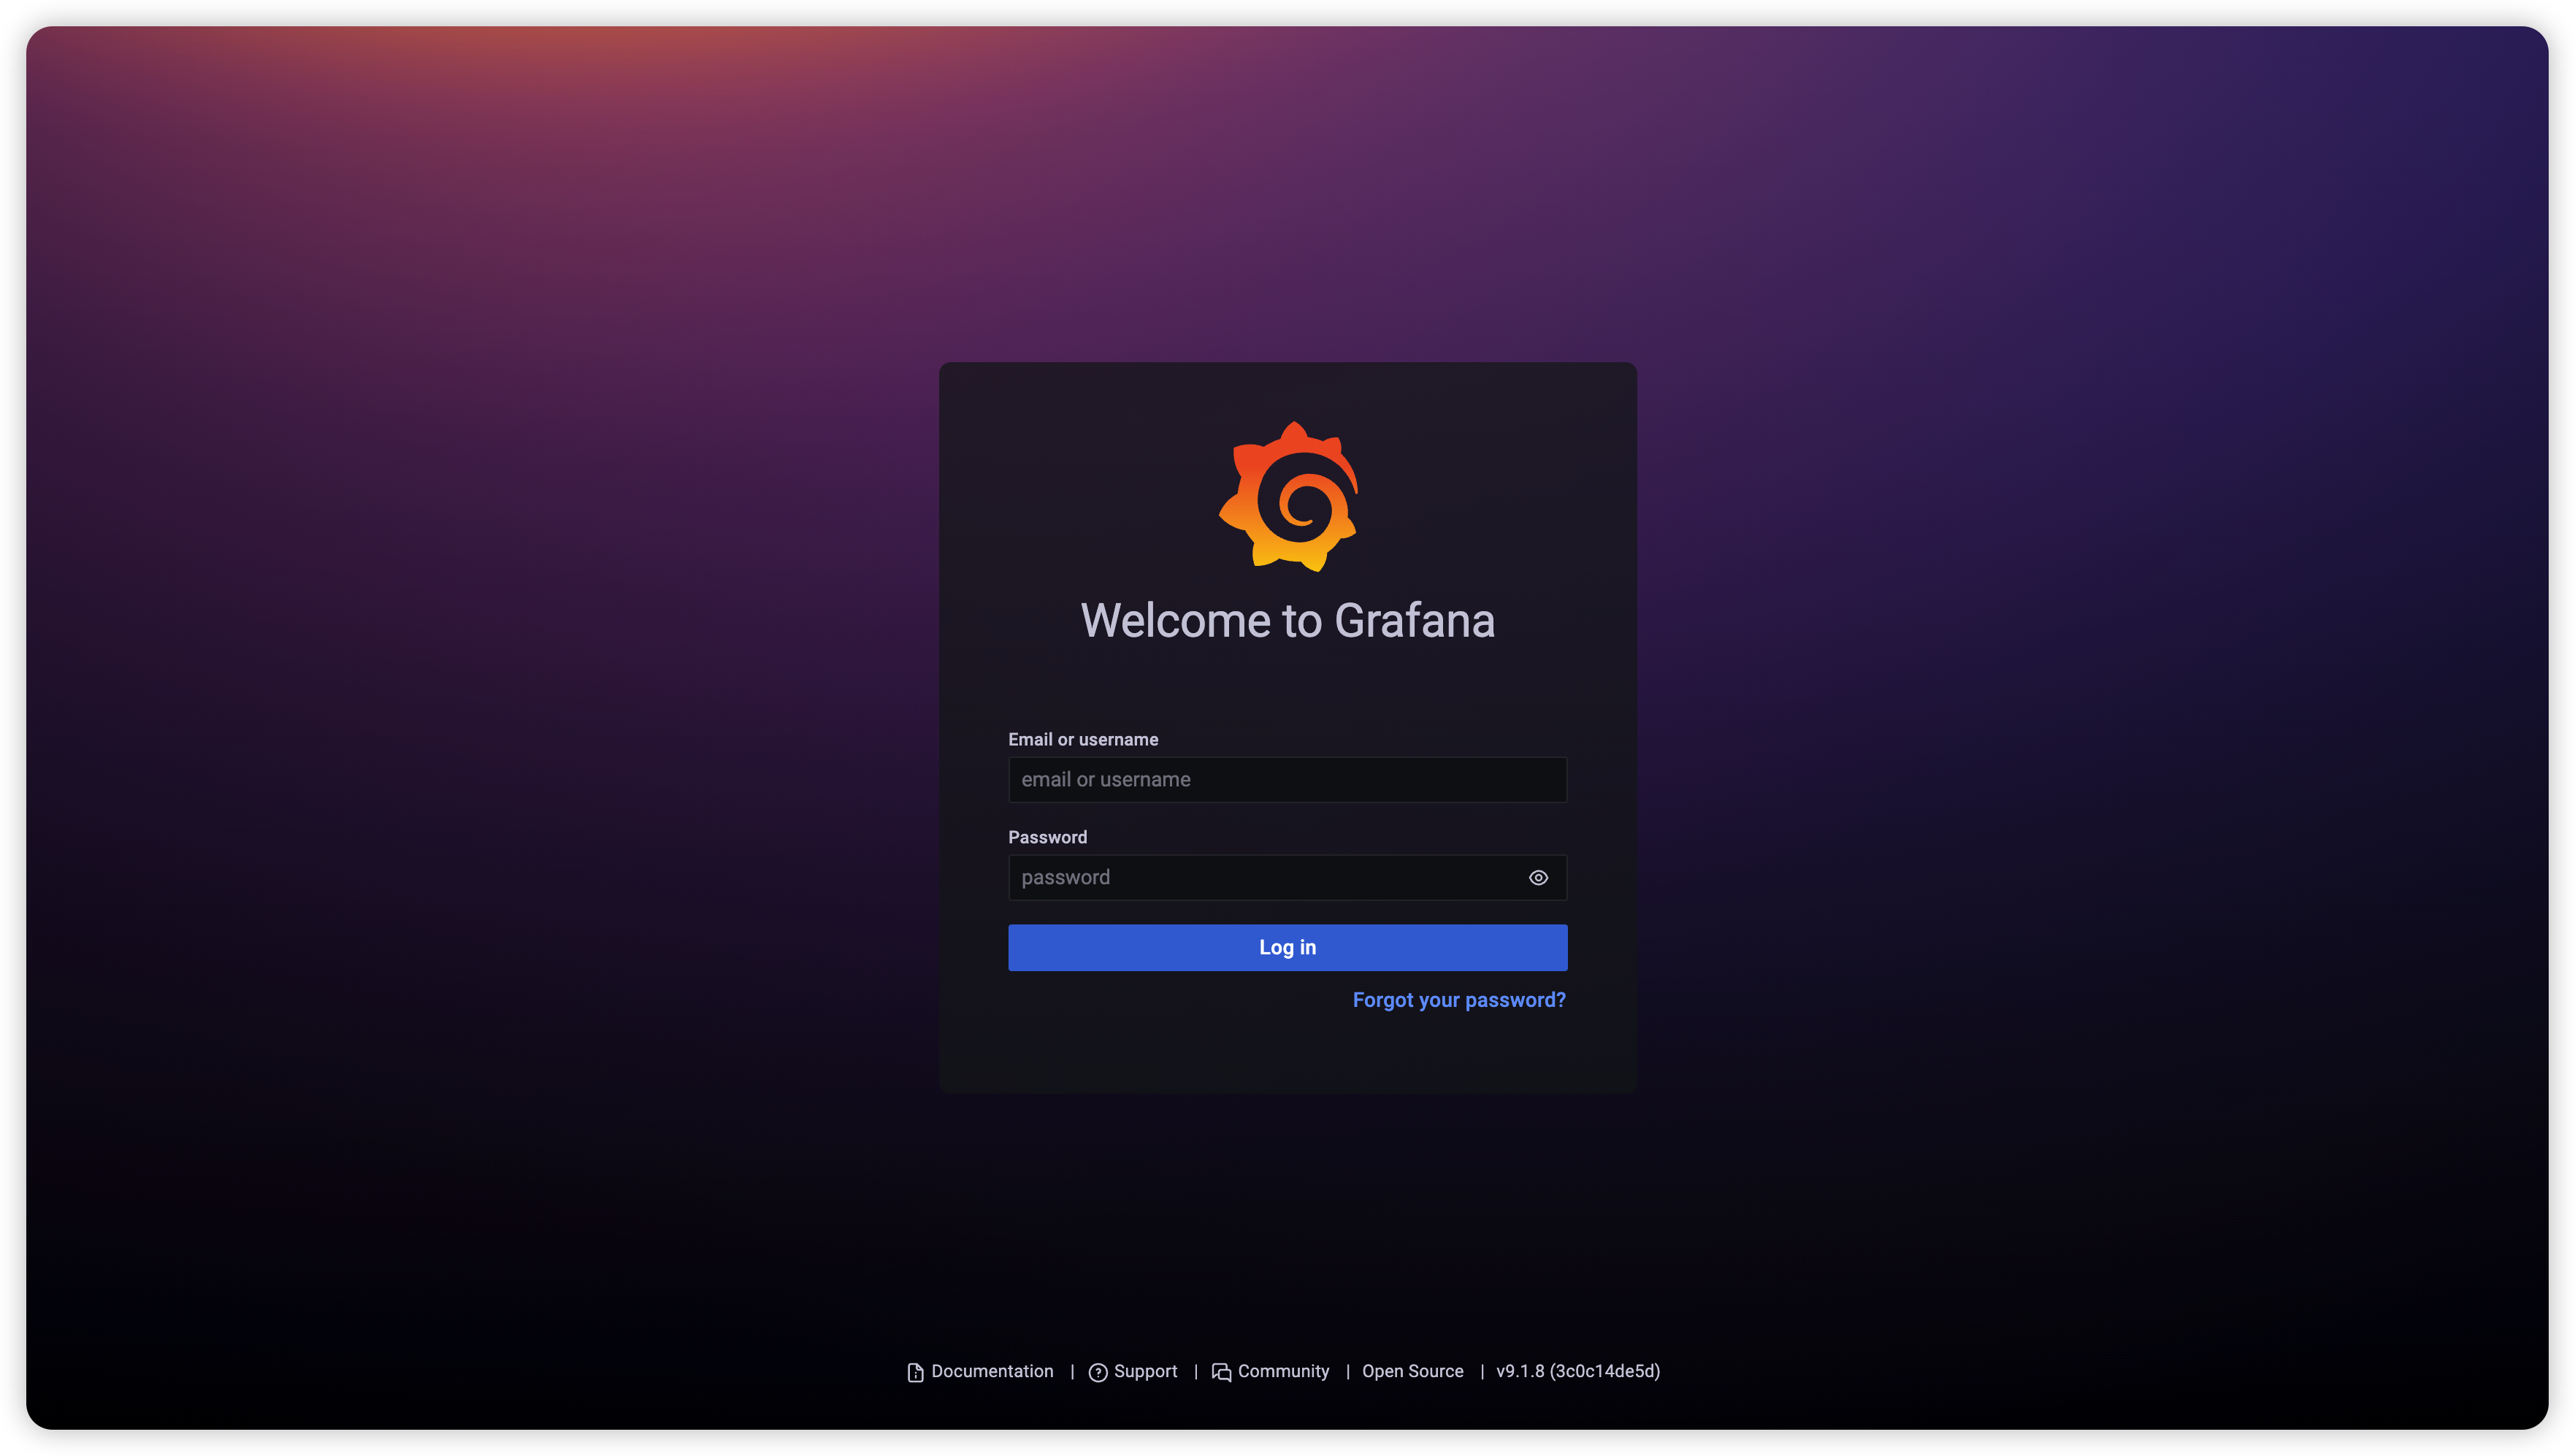 Welcome to Grafana
Email or username
email or username
Password
password
Log in
Forgot your password?
Documentation | Support | Community | Open Source | v9.1.8 (3c0c14de5d)